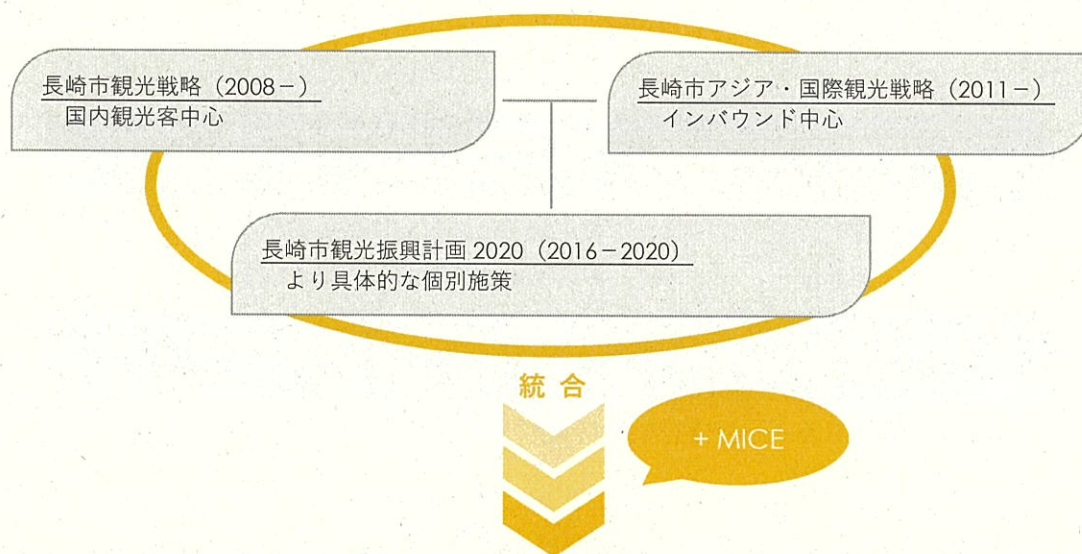 長崎市観光戦略（2008－）
国内観光客中心
長崎市アジア・国際観光戦略（2011－）
インバウンド中心
長崎市観光振興計画 2020（2016－2020）
より具体的な個別施策
統 合
+ MICE